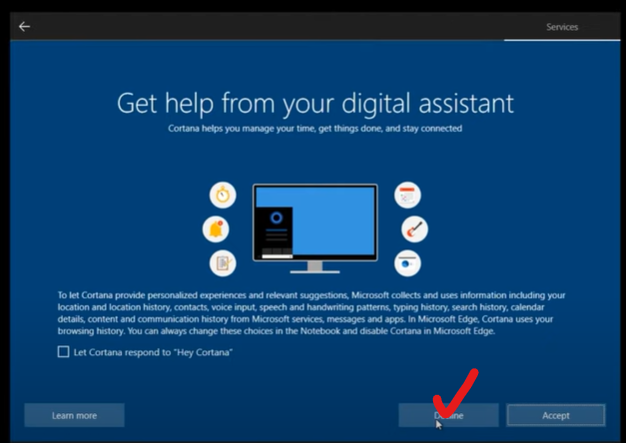 Services
Get help from your digital assistant
Cortana helps you manage your time, get things done, and stay connected
To let Cortana provide personalized experiences and relevant suggestions, Microsoft collects and uses information including your
location and location history, contacts, voice input, speech and handwriting patterns, typing history, search history, calendar
details, content and communication history from Microsoft services, messages and apps. In Microsoft Edge, Cortana uses your
browsing history. You can always change these choices in the Notebook and disable Cortana in Microsoft Edge.
Let Cortana respond to "Hey Cortana"
Learn more
Decline
Accept